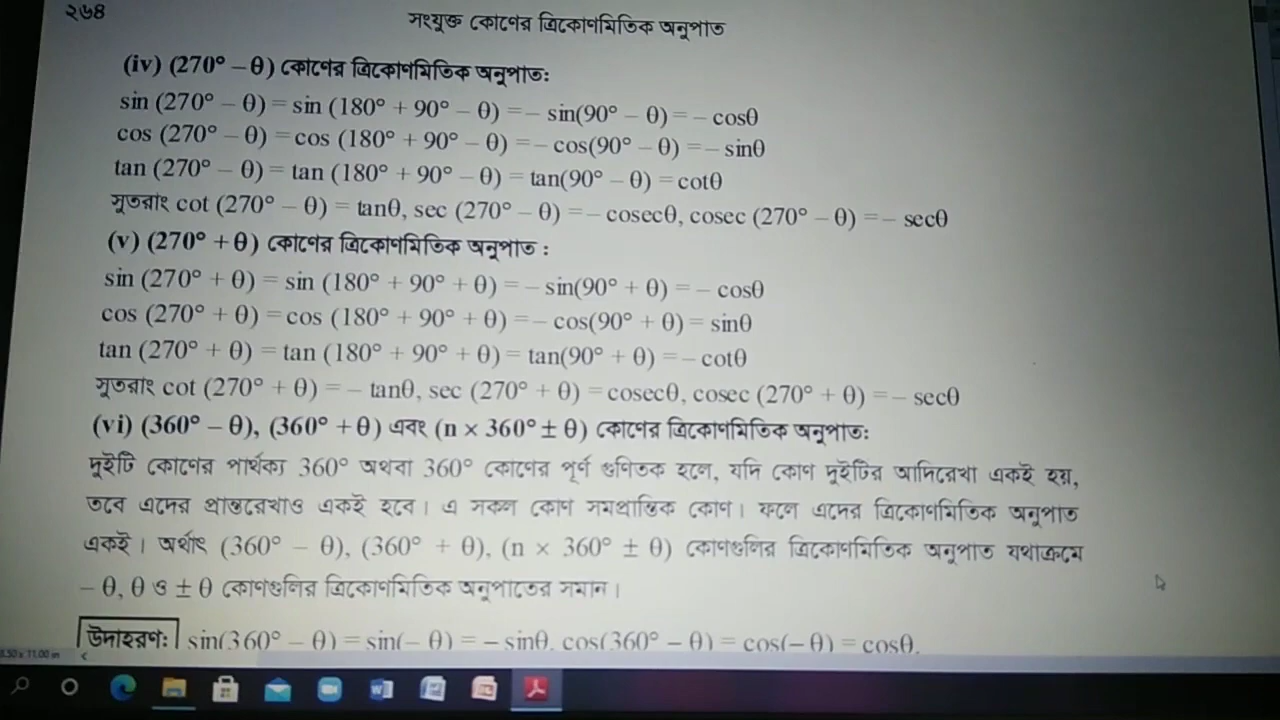 ২৬৪
সংযুক্ত কোণের ত্রিকোণমিতিক অনুপাত
(iv) (270° – θ) কোণের ত্রিকোণমিতিক অনুপাতঃ
sin (270° – θ) = sin (180° + 90° – θ) = – sin(90° – θ) = – cosθ
cos (270° – θ) = cos (180° + 90° – θ) = – cos(90° – θ) = – sinθ
tan (270° – θ) = tan (180° + 90° – θ) = tan(90° – θ) = cotθ
সুতরাং cot (270° – θ) = tanθ, sec (270° – θ) = – cosecθ, cosec (270° – θ) = – secθ
(v) (270° + θ) কোণের ত্রিকোণমিতিক অনুপাত :
sin (270° + θ) = sin (180° + 90° + θ) = – sin(90° + θ) = – cosθ
cos (270° + θ) = cos (180° + 90° + θ) = – cos(90° + θ) = sinθ
tan (270° + θ) = tan (180° + 90° + θ) = tan(90° + θ) = – cotθ
সুতরাং cot (270° + θ) = – tanθ, sec (270° + θ) = cosecθ, cosec (270° + θ) = – secθ
(vi) (360° – θ), (360° + θ) এবং (n × 360° ± θ) কোণের ত্রিকোণমিতিক অনুপাতঃ
দুইটি কোণের পার্থক্য 360° অথবা 360° কোণের পূর্ণ গুণিতক হলে, যদি কোণ দুইটির আদিরেখা একই হয়,
তবে এদের প্রান্তরেখাও একই হবে। এ সকল কোণ সমপ্রান্তিক কোণ। ফলে এদের ত্রিকোণমিতিক অনুপাত
একই। অর্থাৎ (360° – θ), (360° + θ), (n × 360° ± θ) কোণগুলির ত্রিকোণমিতিক অনুপাত যথাক্রমে
– θ, θ ও ± θ কোণগুলির ত্রিকোণমিতিক অনুপাতের সমান।
উদাহরণঃ sin(360° – θ) = sin(– θ) = – sinθ, cos(360° – θ) = cos(–θ) = cosθ,
8.50 x 11.00 in